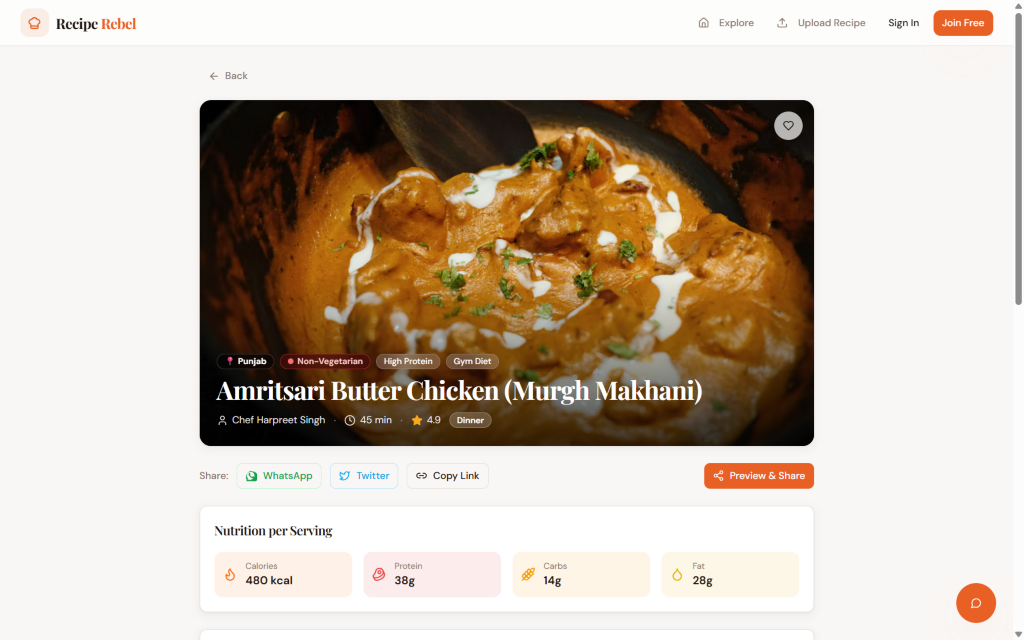 Recipe Rebel
Explore
Upload Recipe
Sign In
Join Free
Back
Punjab
Non-Vegetarian
High Protein
Gym Diet
Amritsari Butter Chicken (Murgh Makhani)
Chef Harpreet Singh · 45 min · 4.9 Dinner
Share:
WhatsApp
Twitter
Copy Link
Preview & Share
Nutrition per Serving
Calories
480 kcal
Protein
38g
Carbs
14g
Fat
28g